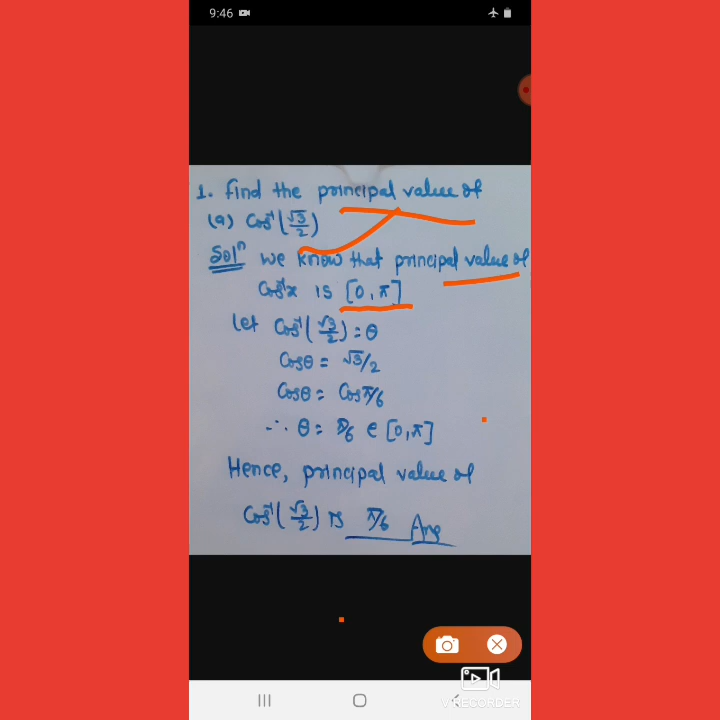 9:46
1. Find the principal value of
(a) Cos⁻¹(√3/2)
Solⁿ we know that principal value of
Cos⁻¹x is [0, π]
Let Cos⁻¹(√3/2) = θ
Cosθ = √3/2
Cosθ = Cos π/6
∴ θ = π/6 ∈ [0, π]
Hence, principal value of
Cos⁻¹(√3/2) is π/6 Ans
VRECORDER